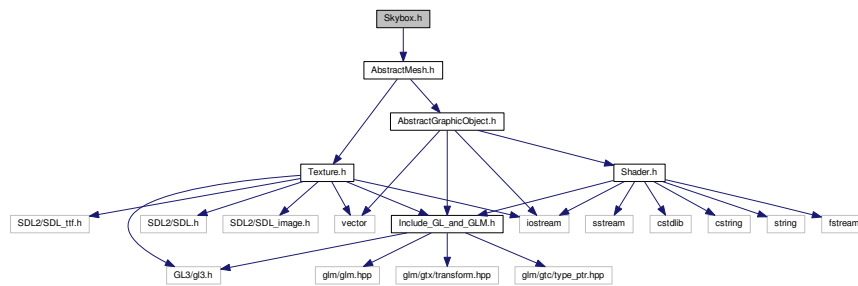 Skybox.h
AbstractMesh.h
AbstractGraphicObject.h
Texture.h
Shader.h
SDL2/SDL_ttf.h
SDL2/SDL.h
SDL2/SDL_image.h
vector
Include_GL_and_GLM.h
iostream
sstream
cstdlib
cstring
string
fstream
GL3/gl3.h
glm/glm.hpp
glm/gtx/transform.hpp
glm/gtc/type_ptr.hpp